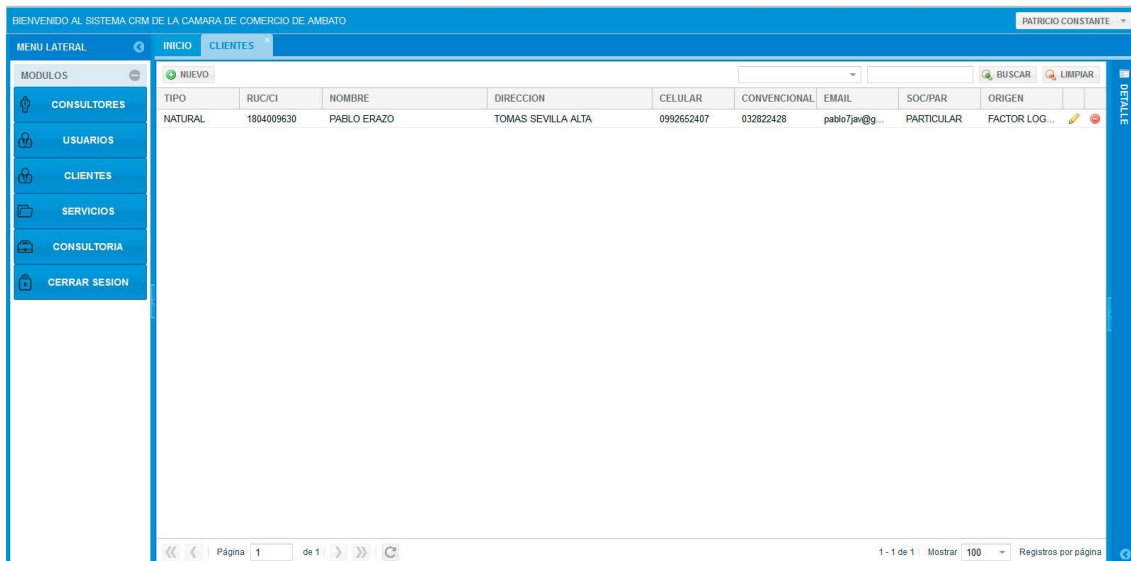 BIENVENIDO AL SISTEMA CRM DE LA CAMARA DE COMERCIO DE AMBATO PATRICIO CONSTANTE
MENU LATERAL INICIO CLIENTES
MODULOS NUEVO BUSCAR LIMPIAR
DETALLE
TIPO RUC/CI NOMBRE DIRECCION CELULAR CONVENCIONAL EMAIL SOC/PAR ORIGEN
NATURAL 1804009630 PABLO ERAZO TOMAS SEVILLA ALTA 0992652407 032822428 pablo7jav@g... PARTICULAR FACTOR LOG...
CONSULTORES
USUARIOS
CLIENTES
SERVICIOS
CONSULTORIA
CERRAR SESION
Página 1 de 1 1 - 1 de 1 Mostrar 100 Registros por página